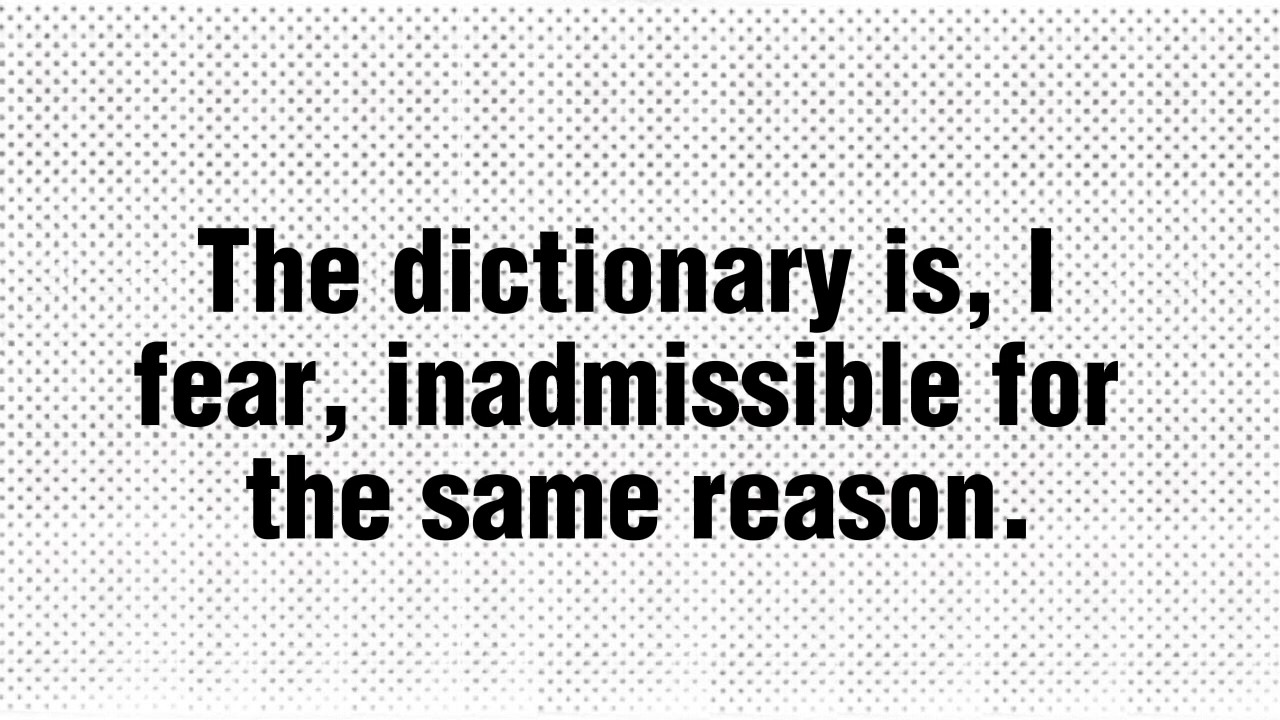 The dictionary is, I
fear, inadmissible for
the same reason.